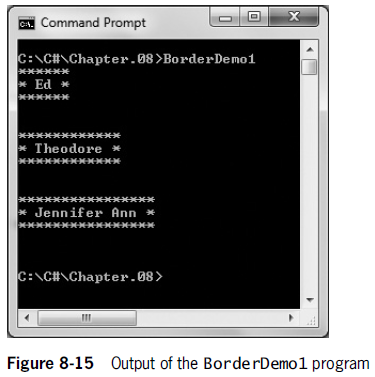 Command Prompt
C:\C#\Chapter.08>BorderDemo1
******
* Ed *
******
************
* Theodore *
************
****************
* Jennifer Ann *
****************
C:\C#\Chapter.08>
Figure 8-15 Output of the BorderDemo1 program